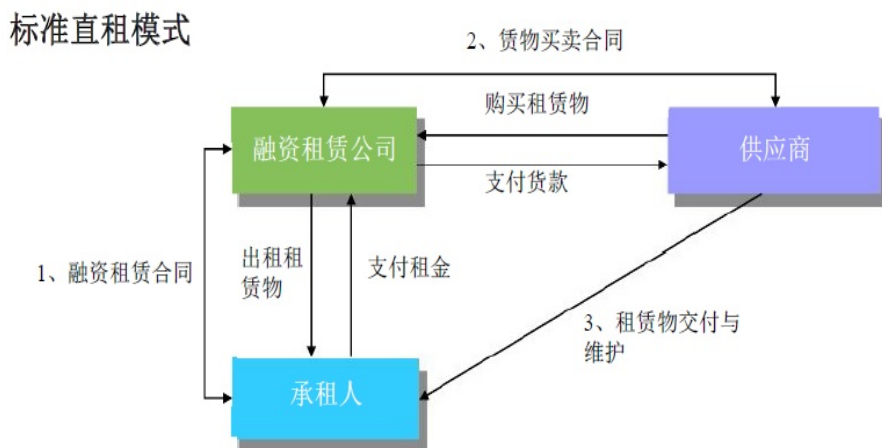 标准直租模式
2、赁物买卖合同
购买租赁物
融资租赁公司
供应商
支付货款
1、融资租赁合同
出租租
赁物
支付租金
3、租赁物交付与
维护
承租人